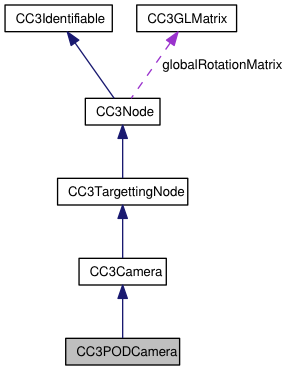 CC3Identifiable
CC3GLMatrix
globalRotationMatrix
CC3Node
CC3TargettingNode
CC3Camera
CC3PODCamera